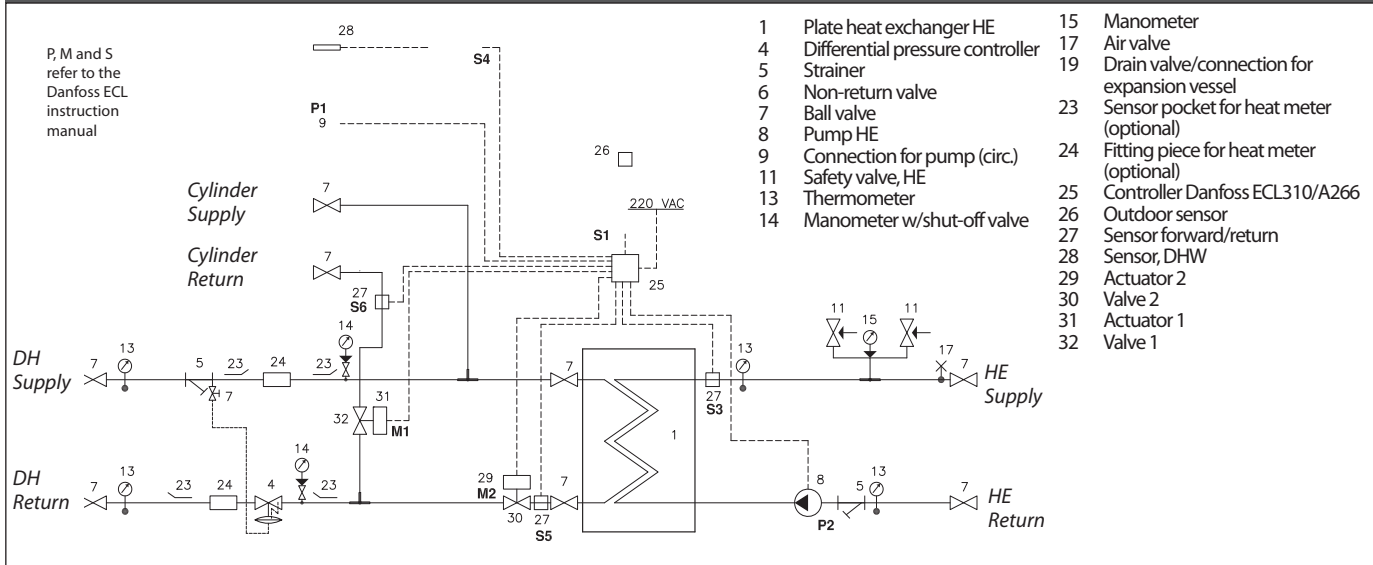 P, M and S
refer to the
Danfoss ECL
instruction
manual
28
S4
P1
9
26
Cylinder
Supply
7
220 VAC
S1
Cylinder
Return
7
25
27
S6
14
11
15
11
DH
Supply
7
13
5
23
24
23
7
7
13
17
7
HE
Supply
31
32
M1
27
S3
1
14
DH
Return
7
13
23
24
4
23
29
M2
30
27
S5
7
8
P2
5
13
7
HE
Return
1 Plate heat exchanger HE
4 Differential pressure controller
5 Strainer
6 Non-return valve
7 Ball valve
8 Pump HE
9 Connection for pump (circ.)
11 Safety valve, HE
13 Thermometer
14 Manometer w/shut-off valve
15 Manometer
17 Air valve
19 Drain valve/connection for
expansion vessel
23 Sensor pocket for heat meter
(optional)
24 Fitting piece for heat meter
(optional)
25 Controller Danfoss ECL310/A266
26 Outdoor sensor
27 Sensor forward/return
28 Sensor, DHW
29 Actuator 2
30 Valve 2
31 Actuator 1
32 Valve 1